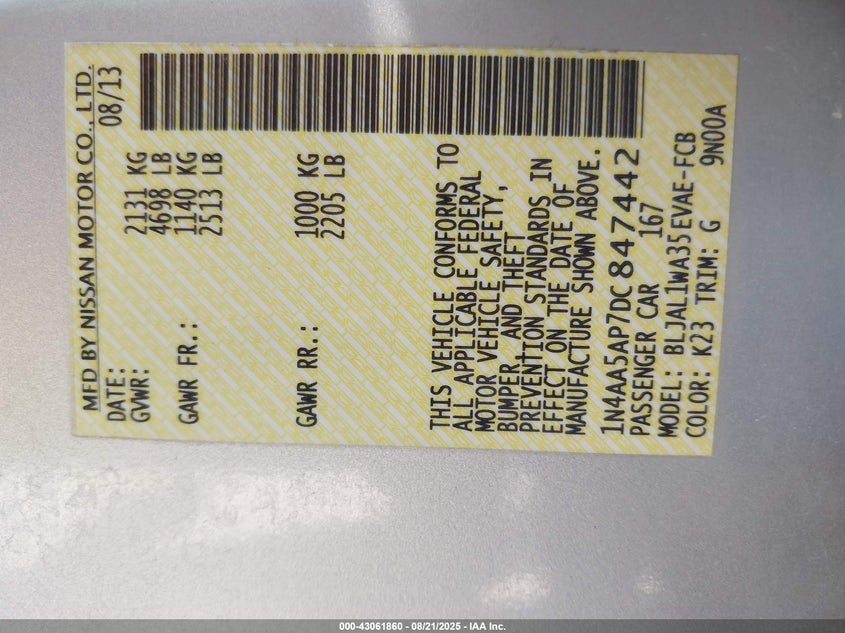 MFD BY NISSAN MOTOR CO., LTD.
DATE: 08/13
GVWR: 2131 KG
4698 LB
GAWR FR.: 1140 KG
2513 LB
GAWR RR.: 1000 KG
2205 LB
THIS VEHICLE CONFORMS TO
ALL APPLICABLE FEDERAL
MOTOR VEHICLE SAFETY,
BUMPER, AND THEFT
PREVENTION STANDARDS IN
EFFECT ON THE DATE OF
MANUFACTURE SHOWN ABOVE.
1N4AA5AP7DC847442
PASSENGER CAR 167
MODEL: BLJAL1WA35EVAE-FCB
COLOR: K23 TRIM: G 9N00A
000-43061860 - 08/21/2025 - IAA Inc.